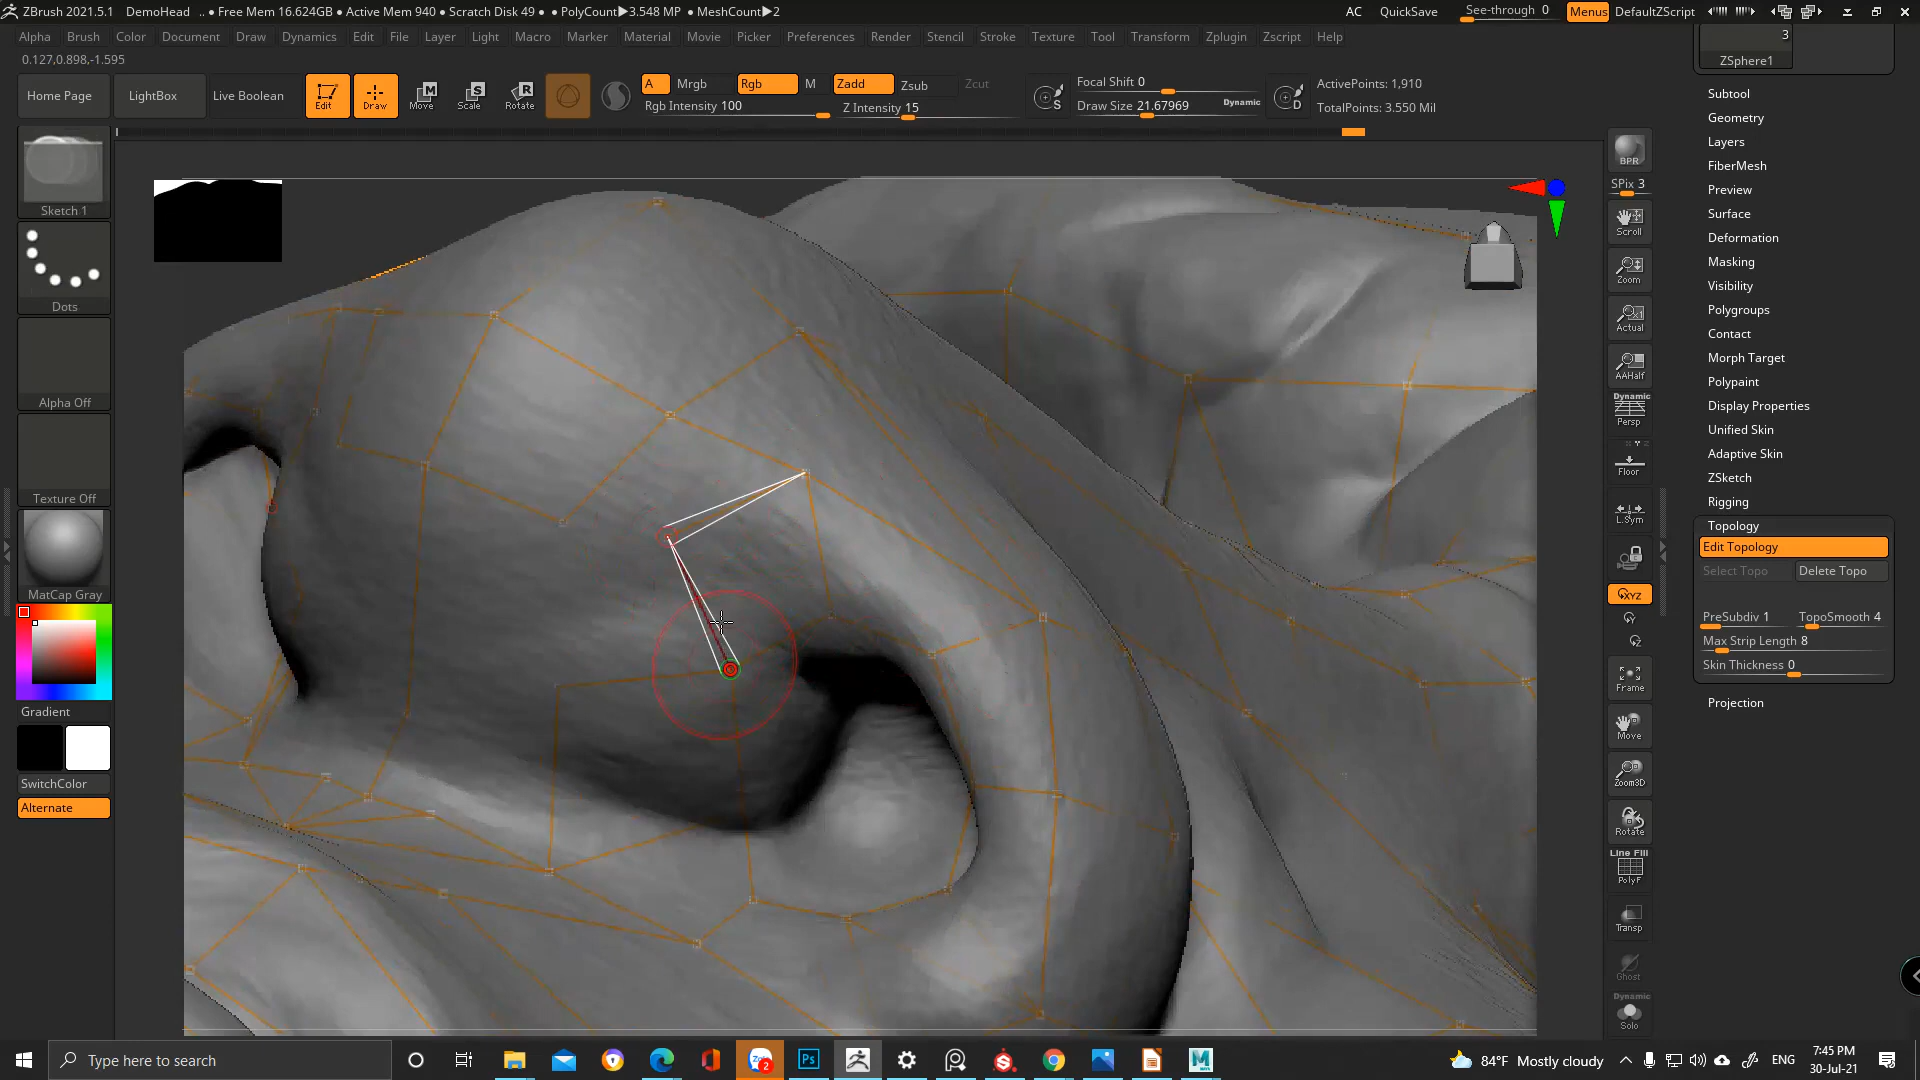 ZBrush 2021.5.1 DemoHead .. ● Free Mem 16.624GB ● Active Mem 940 ● Scratch Disk 49 ● ● PolyCount▶3.548 MP ● MeshCount▶2 AC QuickSave See-through 0 Menus DefaultZScript
Alpha Brush Color Document Draw Dynamics Edit File Layer Light Macro Marker Material Movie Picker Preferences Render Stencil Stroke Texture Tool Transform Zplugin Zscript Help
0.127,0.898,-1.595
Home Page LightBox Live Boolean Edit Draw Move Scale Rotate
A Mrgb Rgb M Zadd Zsub Zcut
Rgb Intensity 100 Z Intensity 15
Focal Shift 0
Draw Size 21.67969 Dynamic
ActivePoints: 1,910
TotalPoints: 3.550 Mil
Sketch 1
Dots
Alpha Off
Texture Off
MatCap Gray
Gradient
SwitchColor
Alternate
BPR
SPix 3
Scroll
Zoom
Actual
AAHalf
Dynamic
Persp
Floor
L.Sym
XYZ
Frame
Move
Zoom3D
Rotate
Line Fill
PolyF
Transp
Ghost
Dynamic
Solo
3
ZSphere1
Subtool
Geometry
Layers
FiberMesh
Preview
Surface
Deformation
Masking
Visibility
Polygroups
Contact
Morph Target
Polypaint
Display Properties
Unified Skin
Adaptive Skin
ZSketch
Rigging
Topology
Edit Topology
Select Topo Delete Topo
PreSubdiv 1 TopoSmooth 4
Max Strip Length 8
Skin Thickness 0
Projection
Type here to search
84°F Mostly cloudy ENG
7:45 PM
30-Jul-21